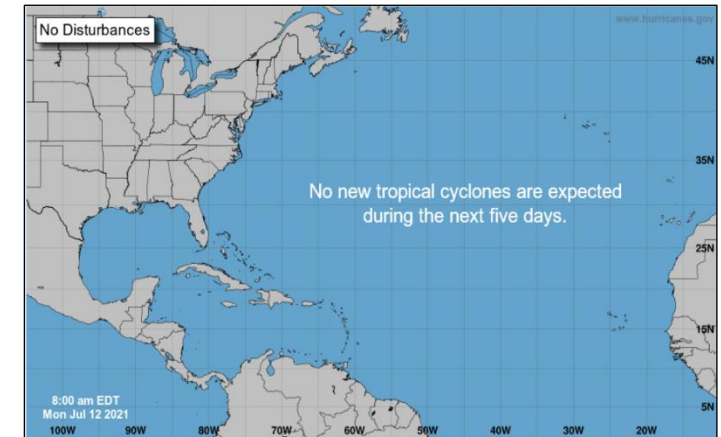 No Disturbances
www.hurricanes.gov
45N
35N
No new tropical cyclones are expected
during the next five days.
25N
15N
8:00 am EDT
Mon Jul 12 2021
5N
100W 90W 80W 70W 60W 50W 40W 30W 20W